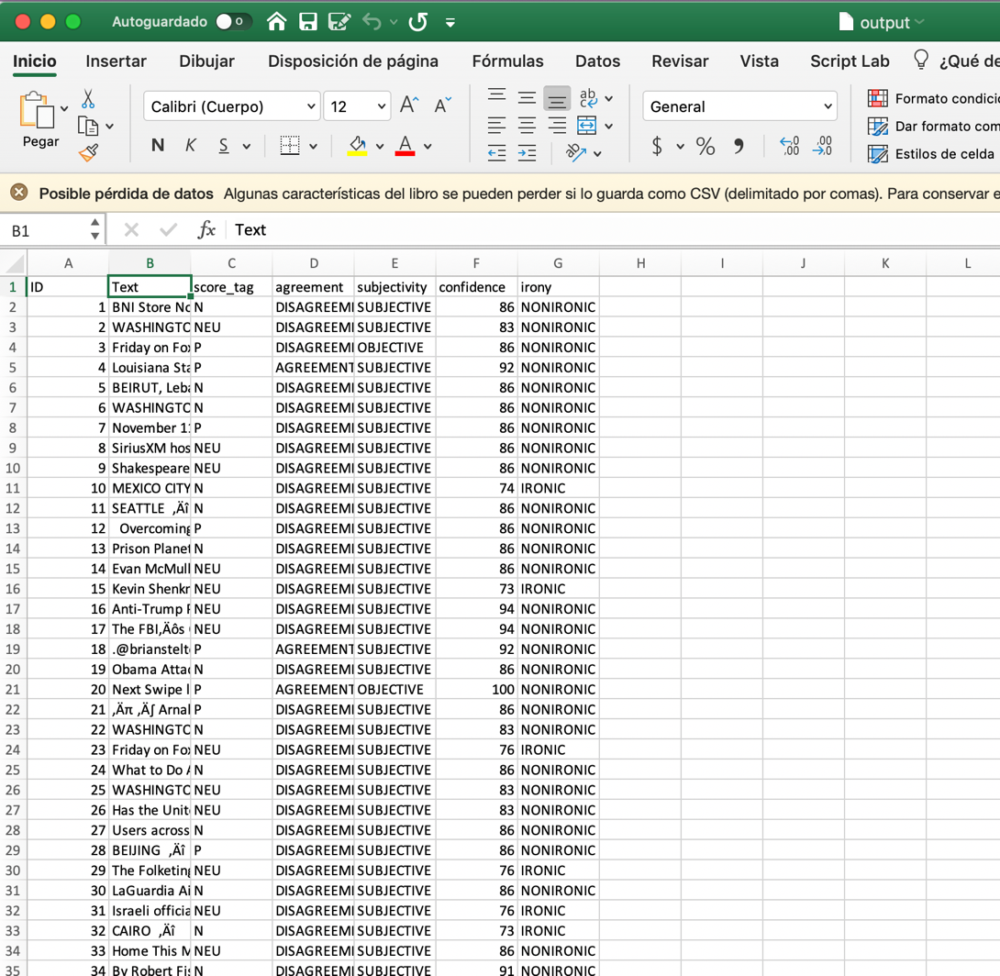 Autoguardado output
Inicio Insertar Dibujar Disposición de página Fórmulas Datos Revisar Vista Script Lab ¿Qué de
Pegar Calibri (Cuerpo) 12 A A ab c General Formato condicio
Dar formato com
N K S A $ % 9 ,00 Estilos de celda
Posible pérdida de datos Algunas características del libro se pueden perder si lo guarda como CSV (delimitado por comas). Para conservar e
B1 fx Text
A B C D E F G H I J K L
1 ID Text score_tag agreement subjectivity confidence irony
2 1 BNI Store No N DISAGREEMI SUBJECTIVE 86 NONIRONIC
3 2 WASHINGTO NEU DISAGREEMI SUBJECTIVE 83 NONIRONIC
4 3 Friday on Fox P DISAGREEMI OBJECTIVE 86 NONIRONIC
5 4 Louisiana Sta P AGREEMENT SUBJECTIVE 92 NONIRONIC
6 5 BEIRUT, Leba N DISAGREEMI SUBJECTIVE 86 NONIRONIC
7 6 WASHINGTO N DISAGREEMI SUBJECTIVE 86 NONIRONIC
8 7 November 11 P DISAGREEMI SUBJECTIVE 86 NONIRONIC
9 8 SiriusXM hos NEU DISAGREEMI SUBJECTIVE 86 NONIRONIC
10 9 Shakespeare NEU DISAGREEMI SUBJECTIVE 86 NONIRONIC
11 10 MEXICO CITY N DISAGREEMI SUBJECTIVE 74 IRONIC
12 11 SEATTLE ‚Äî N DISAGREEMI SUBJECTIVE 86 NONIRONIC
13 12 Overcoming P DISAGREEMI SUBJECTIVE 86 NONIRONIC
14 13 Prison Planet N DISAGREEMI SUBJECTIVE 86 NONIRONIC
15 14 Evan McMull NEU DISAGREEMI SUBJECTIVE 86 NONIRONIC
16 15 Kevin Shenkr NEU DISAGREEMI SUBJECTIVE 73 IRONIC
17 16 Anti-Trump P NEU DISAGREEMI SUBJECTIVE 94 NONIRONIC
18 17 The FBI‚Äôs NEU DISAGREEMI SUBJECTIVE 94 NONIRONIC
19 18 .@brianstelt P AGREEMENT SUBJECTIVE 92 NONIRONIC
20 19 Obama Attac N DISAGREEMI SUBJECTIVE 86 NONIRONIC
21 20 Next Swipe l P AGREEMENT OBJECTIVE 100 NONIRONIC
22 21 ‚Äπ ‚Äʃ Arnal P DISAGREEMI SUBJECTIVE 86 NONIRONIC
23 22 WASHINGTO N DISAGREEMI SUBJECTIVE 83 NONIRONIC
24 23 Friday on Fox NEU DISAGREEMI SUBJECTIVE 76 IRONIC
25 24 What to Do A N DISAGREEMI SUBJECTIVE 86 NONIRONIC
26 25 WASHINGTO NEU DISAGREEMI SUBJECTIVE 83 NONIRONIC
27 26 Has the Unit NEU DISAGREEMI SUBJECTIVE 83 NONIRONIC
28 27 Users across N DISAGREEMI SUBJECTIVE 86 NONIRONIC
29 28 BEIJING ‚Äî P DISAGREEMI SUBJECTIVE 86 NONIRONIC
30 29 The Folketing NEU DISAGREEMI SUBJECTIVE 76 IRONIC
31 30 LaGuardia Ai N DISAGREEMI SUBJECTIVE 86 NONIRONIC
32 31 Israeli officia NEU DISAGREEMI SUBJECTIVE 76 IRONIC
33 32 CAIRO ‚Äî N DISAGREEMI SUBJECTIVE 73 IRONIC
34 33 Home This M NEU DISAGREEMI SUBJECTIVE 86 NONIRONIC
35 34 By Robert Fis N DISAGREEMI SUBJECTIVE 91 NONIRONIC